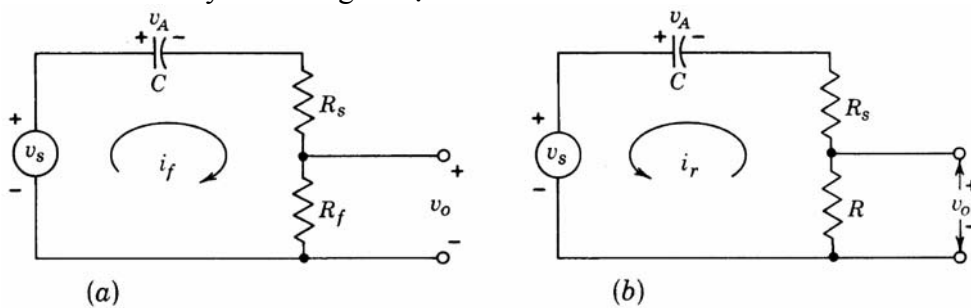 v_A
+ -
C
R_s
+
v_s
-
i_f
R_f
+
v_o
-
(a)
v_A
+ -
C
R_s
+
v_s
-
i_r
R
+
v_o
-
(b)